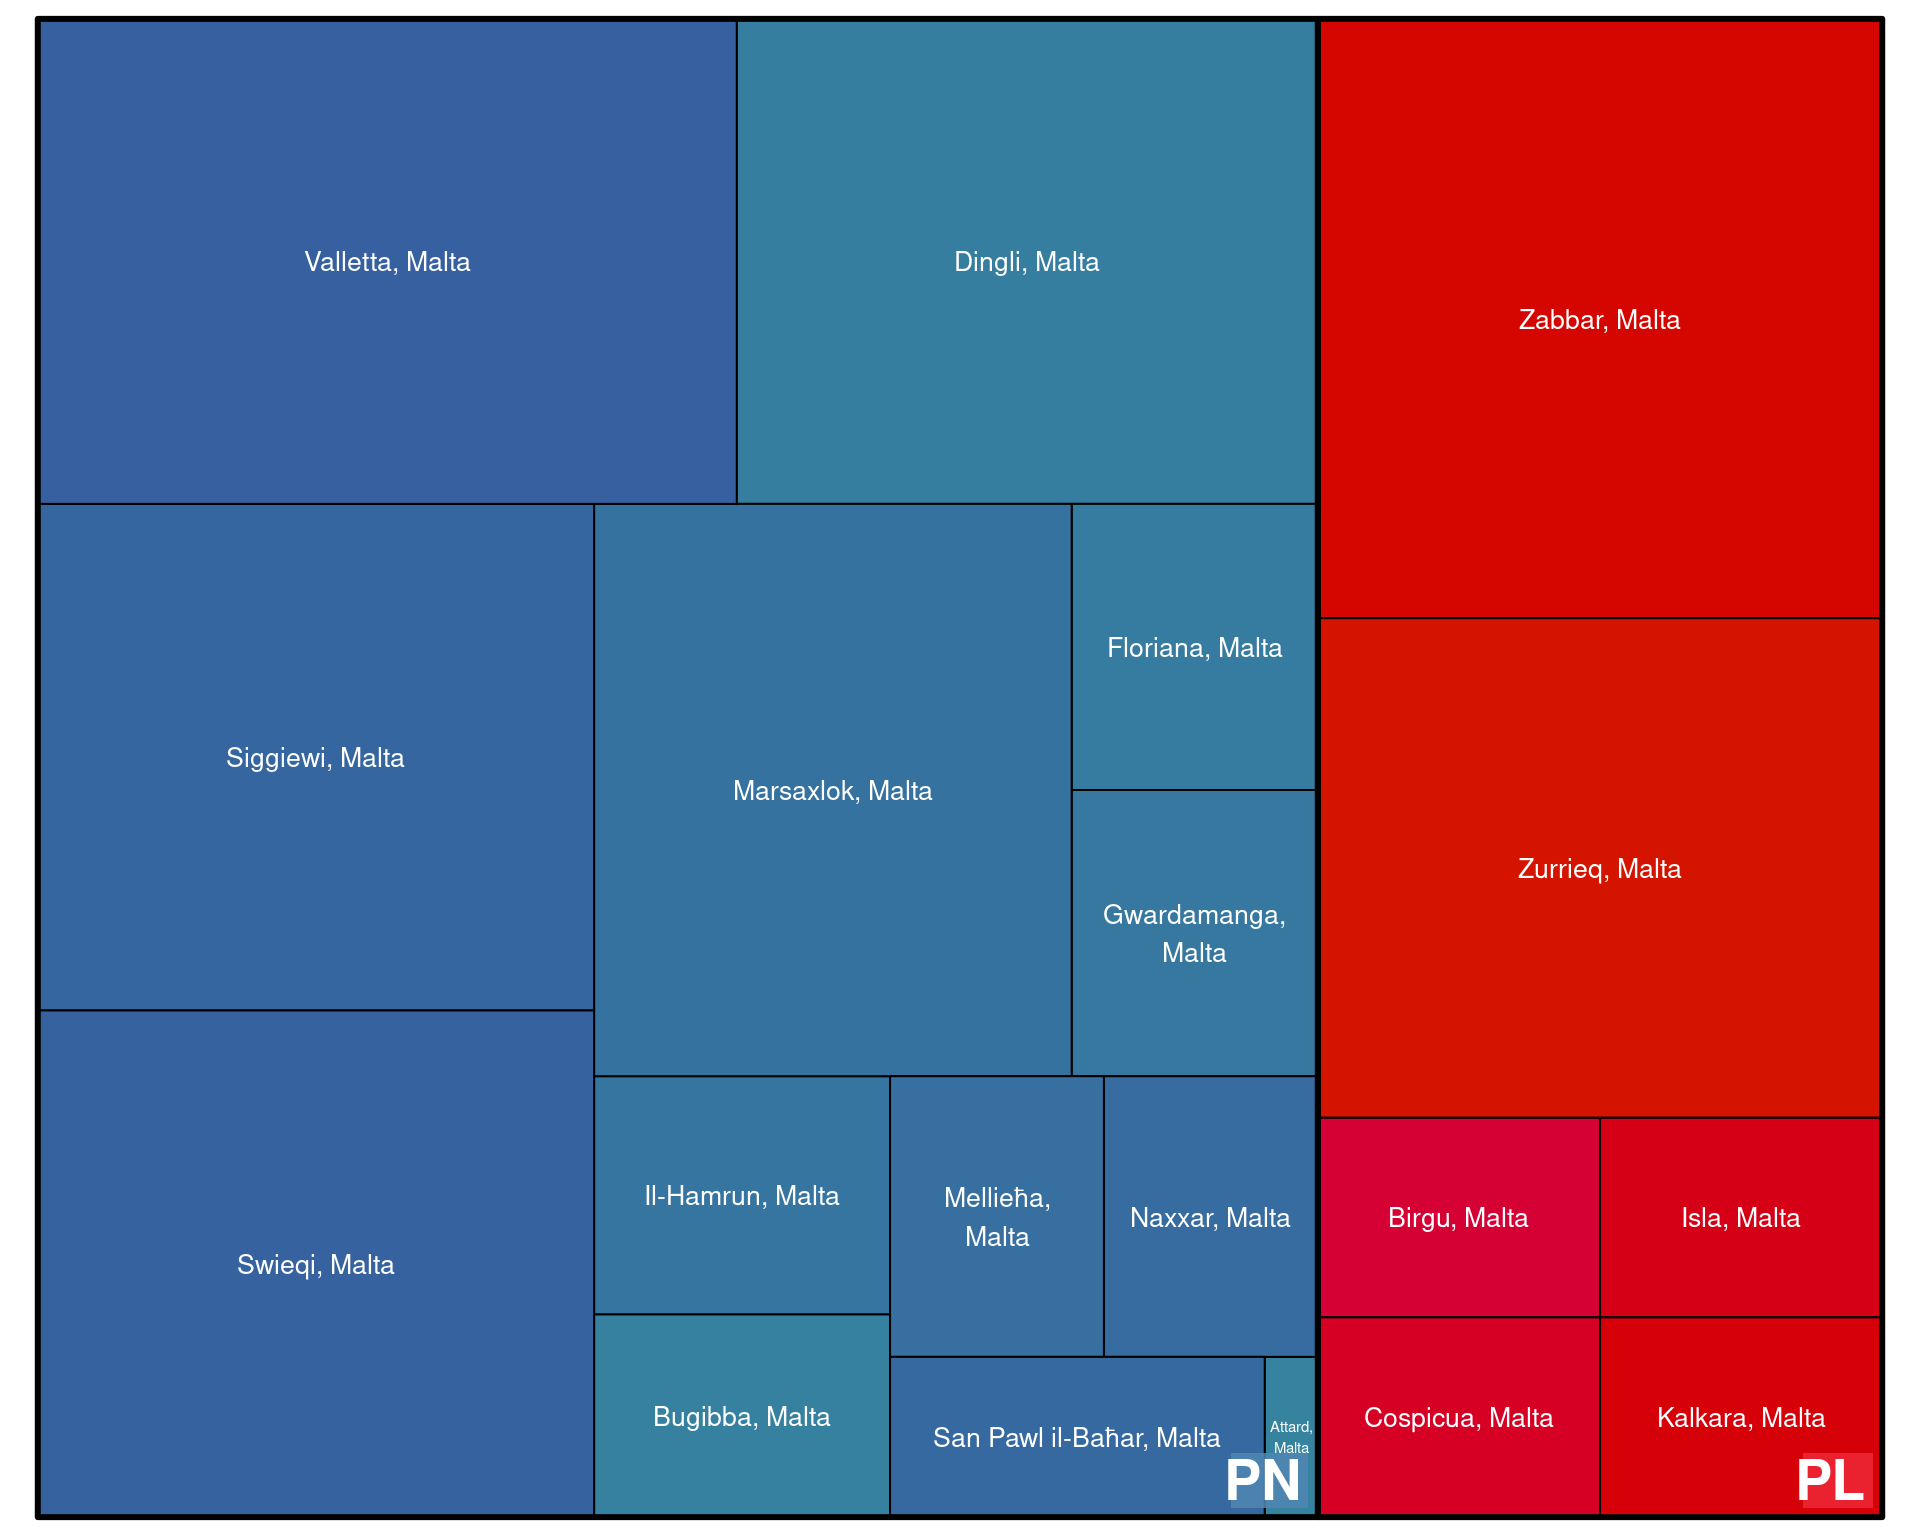 Valletta, Malta
Dingli, Malta
Zabbar, Malta
Siggiewi, Malta
Marsaxlok, Malta
Floriana, Malta
Gwardamanga,
Malta
Zurrieq, Malta
Swieqi, Malta
Il-Hamrun, Malta
Mellieħa,
Malta
Naxxar, Malta
Birgu, Malta
Isla, Malta
Bugibba, Malta
San Pawl il-Baħar, Malta
Attard,
Malta
Cospicua, Malta
Kalkara, Malta
PN
PL